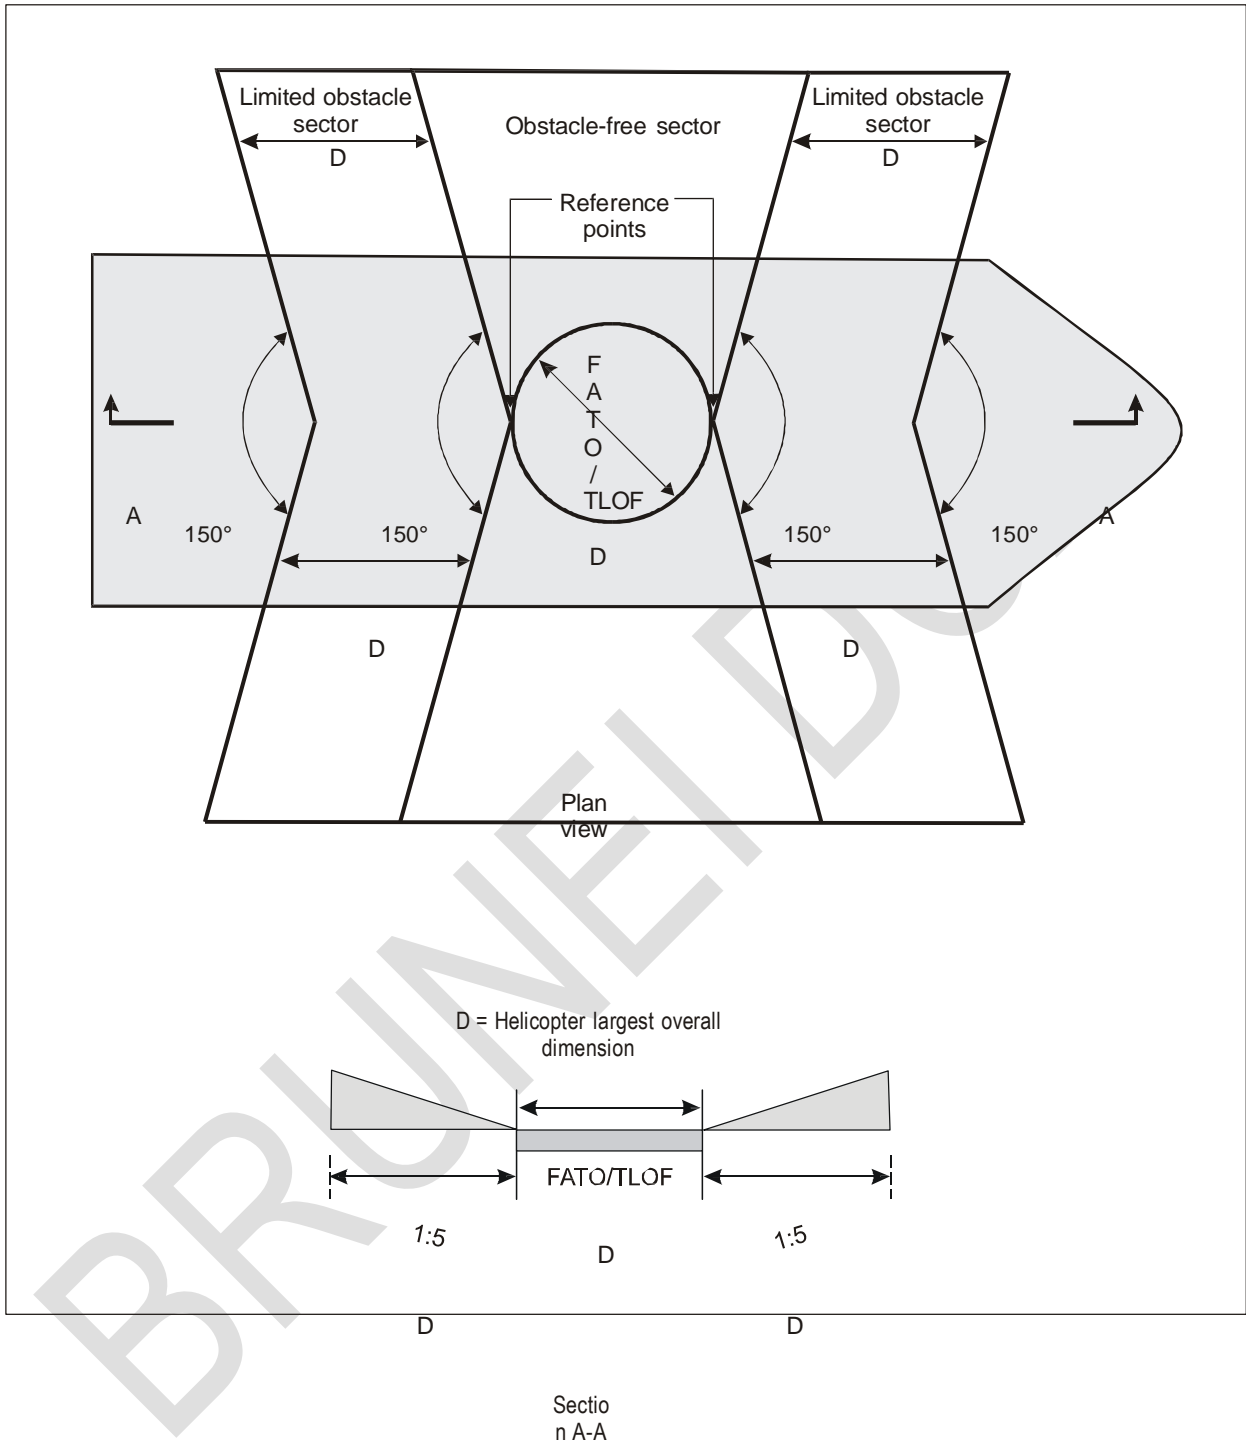 Limited obstacle
sector
D
Obstacle-free sector
Limited obstacle
sector
D
Reference
points
F
A
T
O
/
TLOF
A
150°
150°
D
150°
150°
A
D
D
Plan
view
D = Helicopter largest overall
dimension
FATO/TLOF
1:5
D
1:5
D
D
Sectio
n A-A
BRUNEI D